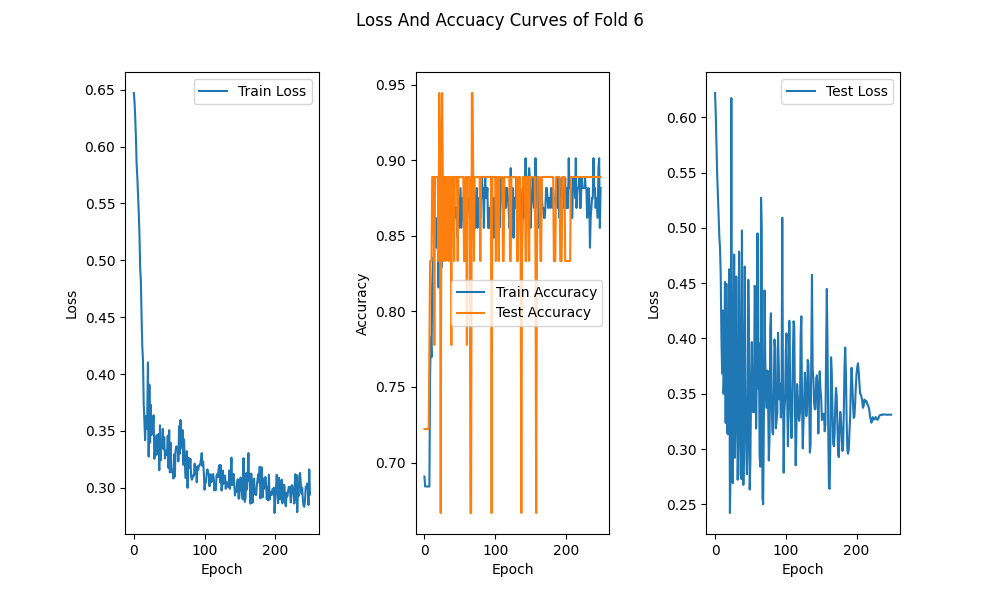 Loss And Accuacy Curves of Fold 6
Train Loss
Loss
0.65
0.60
0.55
0.50
0.45
0.40
0.35
0.30
0
100
200
Epoch
Train Accuracy
Test Accuracy
Accuracy
0.95
0.90
0.85
0.80
0.75
0.70
0
100
200
Epoch
Test Loss
Loss
0.60
0.55
0.50
0.45
0.40
0.35
0.30
0.25
0
100
200
Epoch